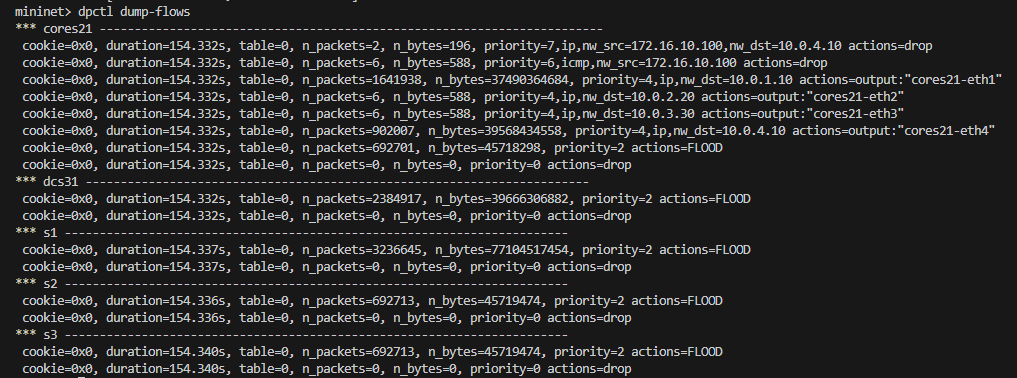 mininet> dpctl dump-flows
*** cores21 ------------------------------------------------------------------------
 cookie=0x0, duration=154.332s, table=0, n_packets=2, n_bytes=196, priority=7,ip,nw_src=172.16.10.100,nw_dst=10.0.4.10 actions=drop
 cookie=0x0, duration=154.332s, table=0, n_packets=6, n_bytes=588, priority=6,icmp,nw_src=172.16.10.100 actions=drop
 cookie=0x0, duration=154.332s, table=0, n_packets=1641938, n_bytes=37490364684, priority=4,ip,nw_dst=10.0.1.10 actions=output:"cores21-eth1"
 cookie=0x0, duration=154.332s, table=0, n_packets=6, n_bytes=588, priority=4,ip,nw_dst=10.0.2.20 actions=output:"cores21-eth2"
 cookie=0x0, duration=154.332s, table=0, n_packets=6, n_bytes=588, priority=4,ip,nw_dst=10.0.3.30 actions=output:"cores21-eth3"
 cookie=0x0, duration=154.332s, table=0, n_packets=902007, n_bytes=39568434558, priority=4,ip,nw_dst=10.0.4.10 actions=output:"cores21-eth4"
 cookie=0x0, duration=154.332s, table=0, n_packets=692701, n_bytes=45718298, priority=2 actions=FLOOD
 cookie=0x0, duration=154.332s, table=0, n_packets=0, n_bytes=0, priority=0 actions=drop
*** dcs31 ------------------------------------------------------------------------
 cookie=0x0, duration=154.332s, table=0, n_packets=2384917, n_bytes=39666306882, priority=2 actions=FLOOD
 cookie=0x0, duration=154.332s, table=0, n_packets=0, n_bytes=0, priority=0 actions=drop
*** s1 ------------------------------------------------------------------------
 cookie=0x0, duration=154.337s, table=0, n_packets=3236645, n_bytes=77104517454, priority=2 actions=FLOOD
 cookie=0x0, duration=154.337s, table=0, n_packets=0, n_bytes=0, priority=0 actions=drop
*** s2 ------------------------------------------------------------------------
 cookie=0x0, duration=154.336s, table=0, n_packets=692713, n_bytes=45719474, priority=2 actions=FLOOD
 cookie=0x0, duration=154.336s, table=0, n_packets=0, n_bytes=0, priority=0 actions=drop
*** s3 ------------------------------------------------------------------------
 cookie=0x0, duration=154.340s, table=0, n_packets=692713, n_bytes=45719474, priority=2 actions=FLOOD
 cookie=0x0, duration=154.340s, table=0, n_packets=0, n_bytes=0, priority=0 actions=drop